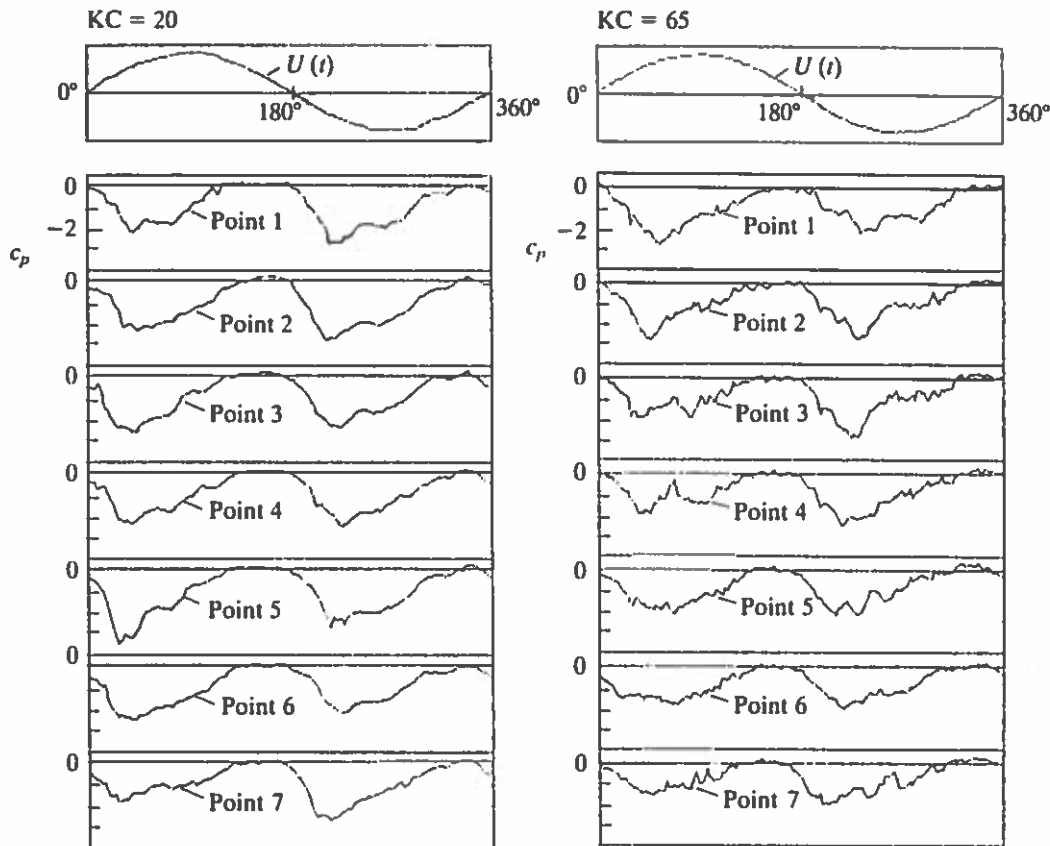 KC = 20
U (t)
0°
180°
360°
0
Point 1
−2
c_p
0
Point 2
0
Point 3
0
Point 4
0
Point 5
0
0
Point 6
0
Point 7
KC = 65
U (t)
0°
180°
360°
0
Point 1
−2
c_p
0
Point 2
0
Point 3
0
Point 4
0
Point 5
0
Point 6
0
Point 7